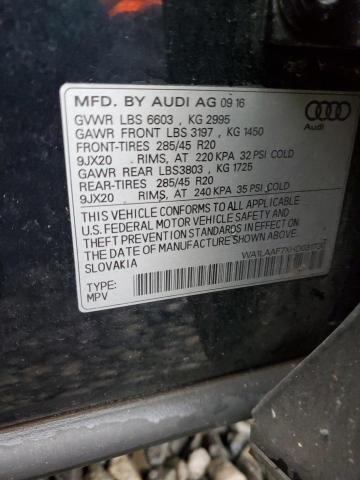 MFD. BY AUDI AG 09 16
GVWR LBS 6603 , KG 2995
GAWR FRONT LBS 3197, KG 1450
FRONT-TIRES 285/45 R20
9JX20 RIMS, AT 220 KPA 32 PSI COLD
GAWR REAR LBS3803, KG 1725
REAR-TIRES 285/45 R20
9JX20 RIMS, AT 240 KPA 35 PSI COLD
THIS VEHICLE CONFORMS TO ALL APPLICABLE
U.S. FEDERAL MOTOR VEHICLE SAFETY AND
THEFT PREVENTION STANDARDS IN EFFECT ON THE
DATE OF MANUFACTURE SHOWN ABOVE.
SLOVAKIA
TYPE:
MPV
Audi